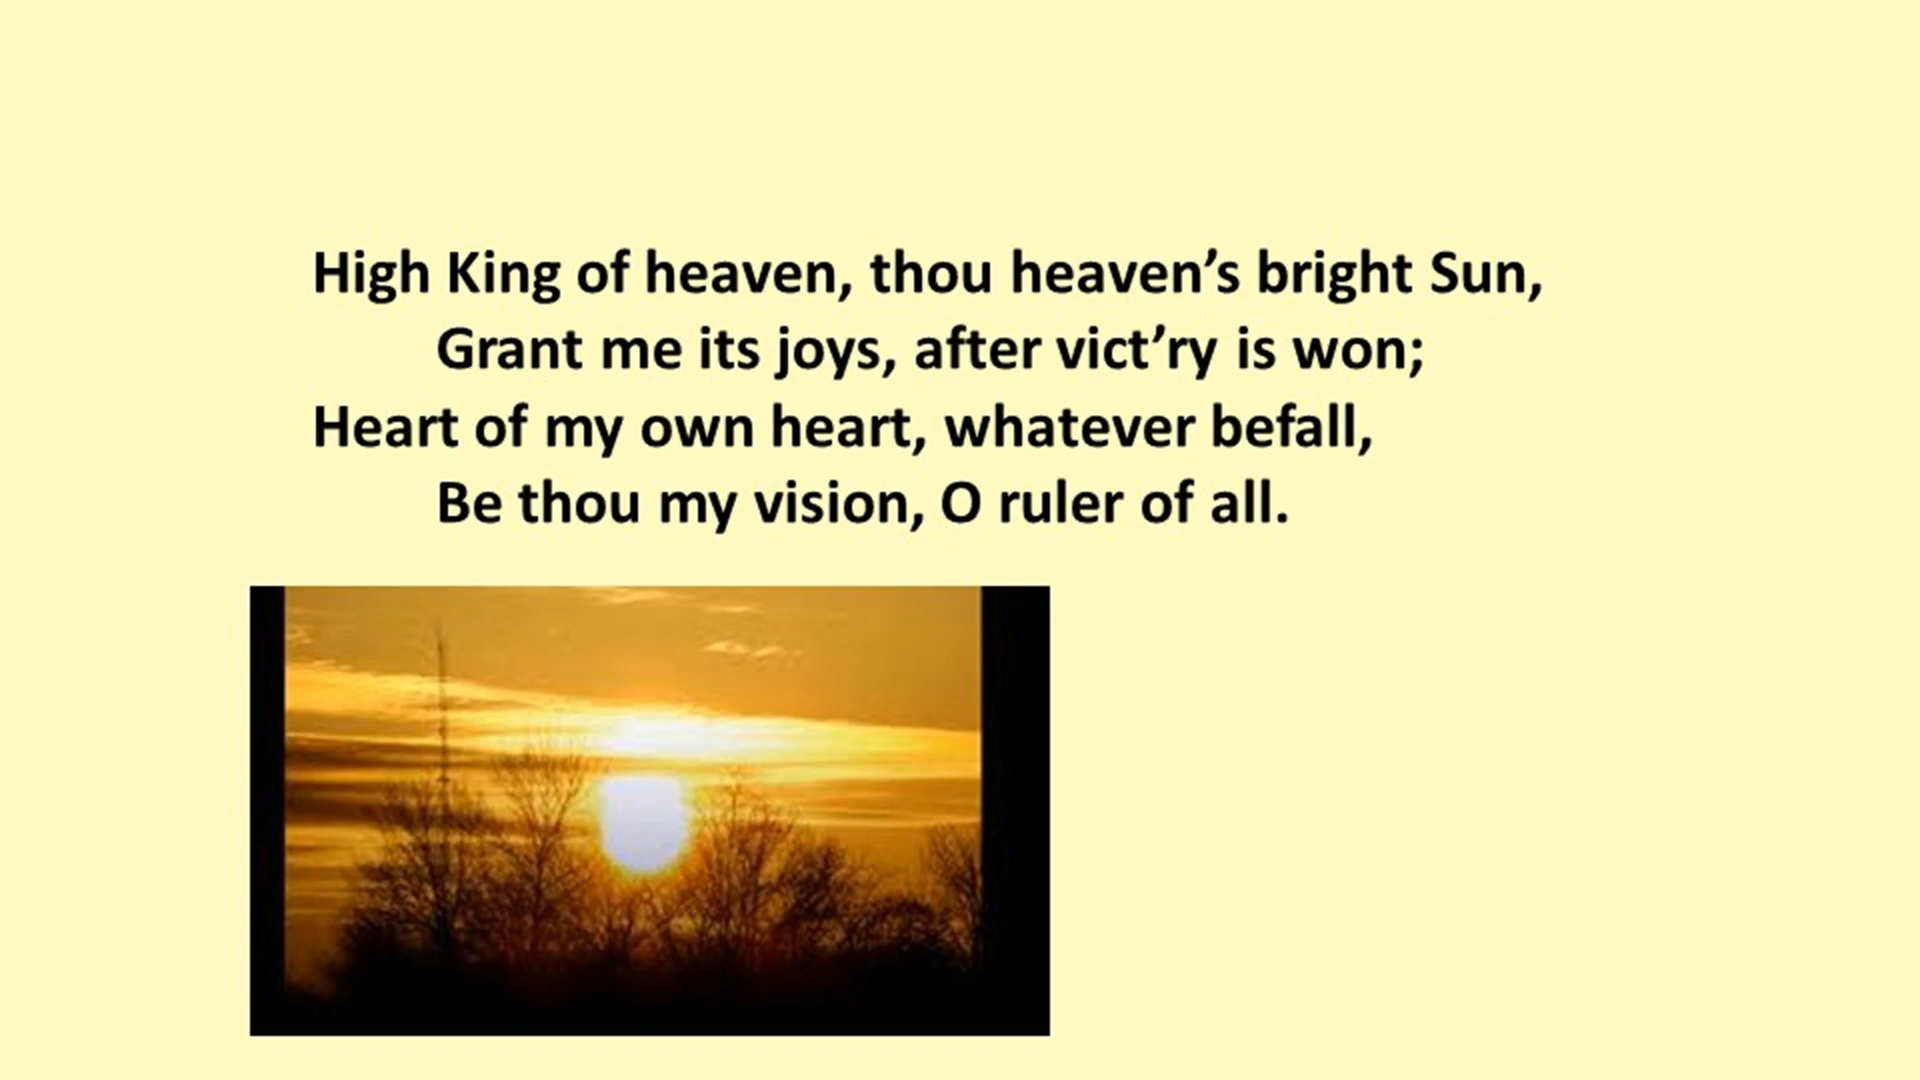 High King of heaven, thou heaven’s bright Sun,
Grant me its joys, after vict’ry is won;
Heart of my own heart, whatever befall,
Be thou my vision, O ruler of all.